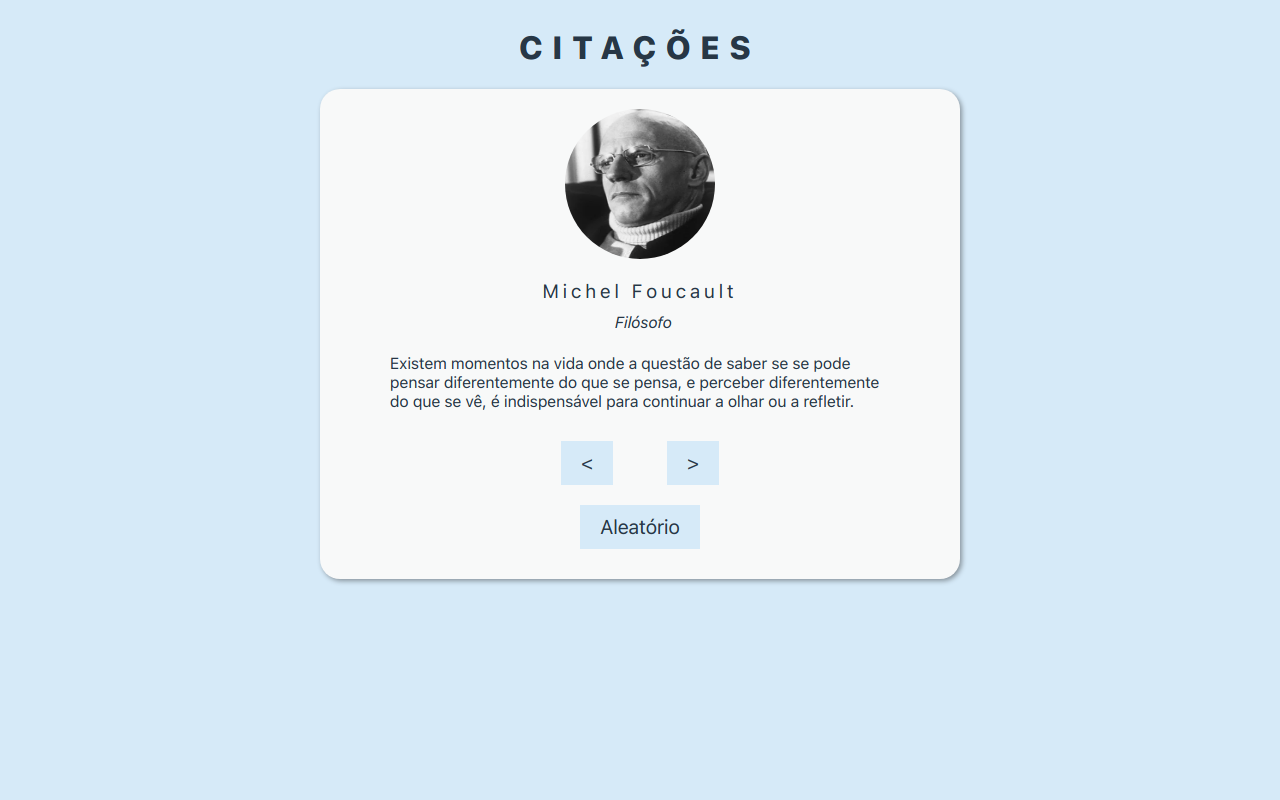 CITAÇÕES
Michel Foucault
Filósofo
Existem momentos na vida onde a questão de saber se se pode
pensar diferentemente do que se pensa, e perceber diferentemente
do que se vê, é indispensável para continuar a olhar ou a refletir.
< >
Aleatório